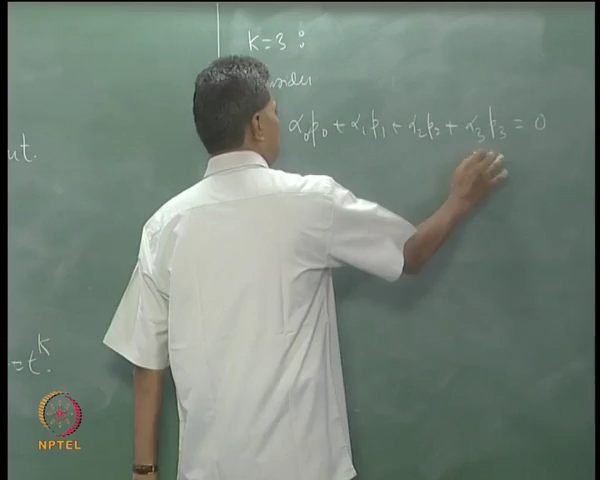 K=3 :
α₀p₀ + α₁p₁ + α₂p₂ + α₃p₃ = 0
ut.
= t^K.
NPTEL